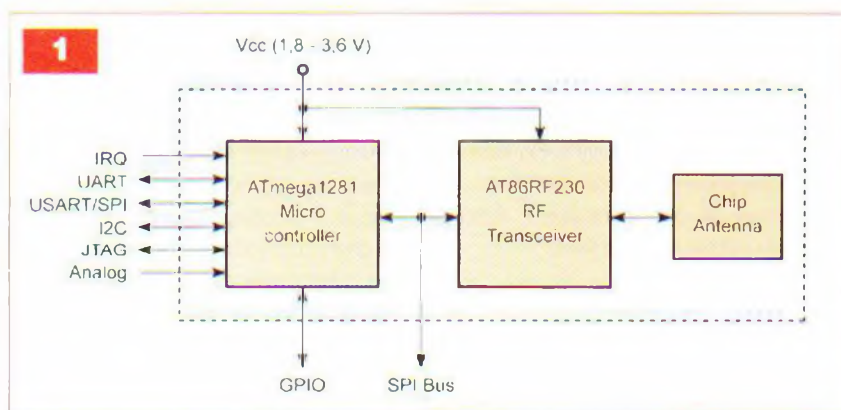 1
Vcc (1,8 - 3,6 V)
IRQ
UART
USART/SPI
I2C
JTAG
Analog
ATmega1281
Micro
controller
AT86RF230
RF
Transceiver
Chip
Antenna
GPIO
SPI Bus